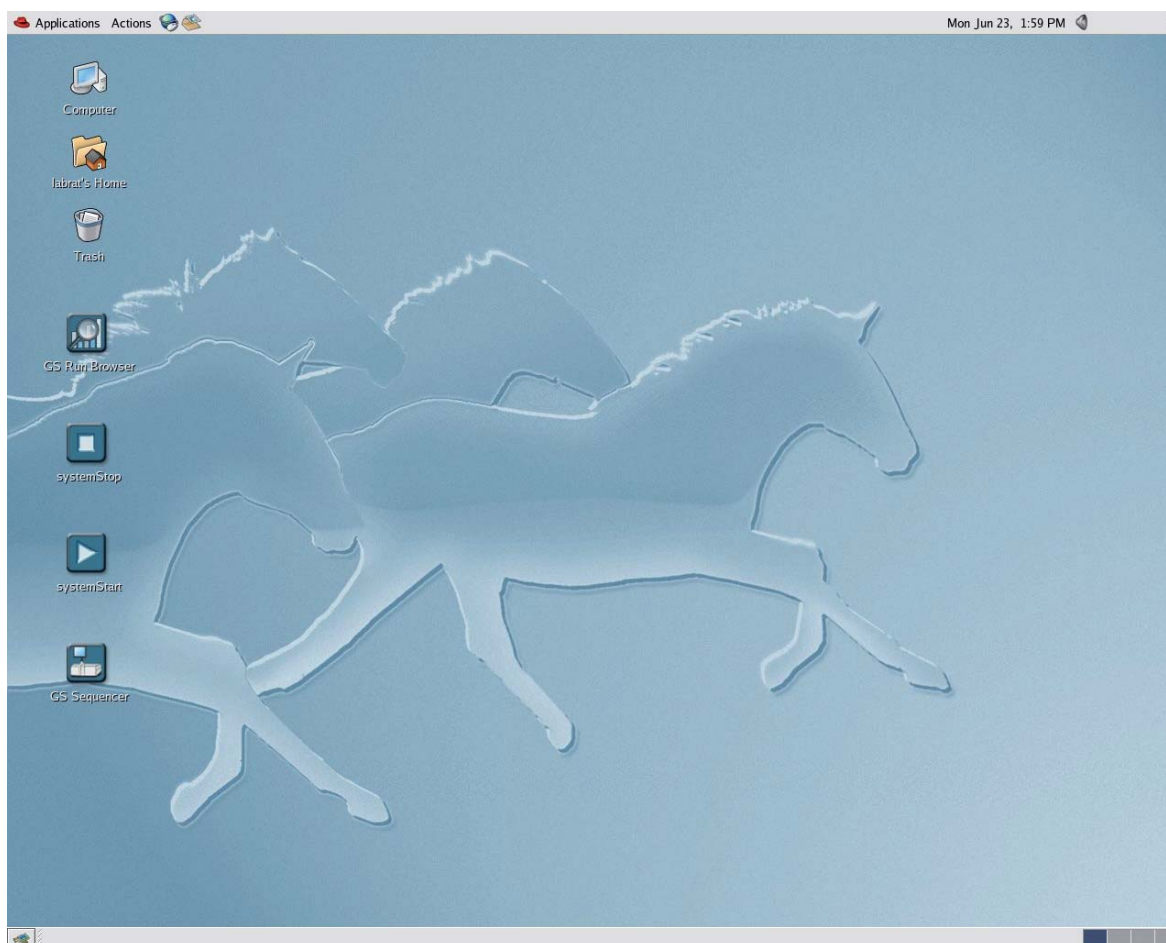 Applications Actions Mon Jun 23, 1:59 PM
Computer
labrat's Home
Trash
GS Run Browser
systemStop
systemStart
GS Sequencer